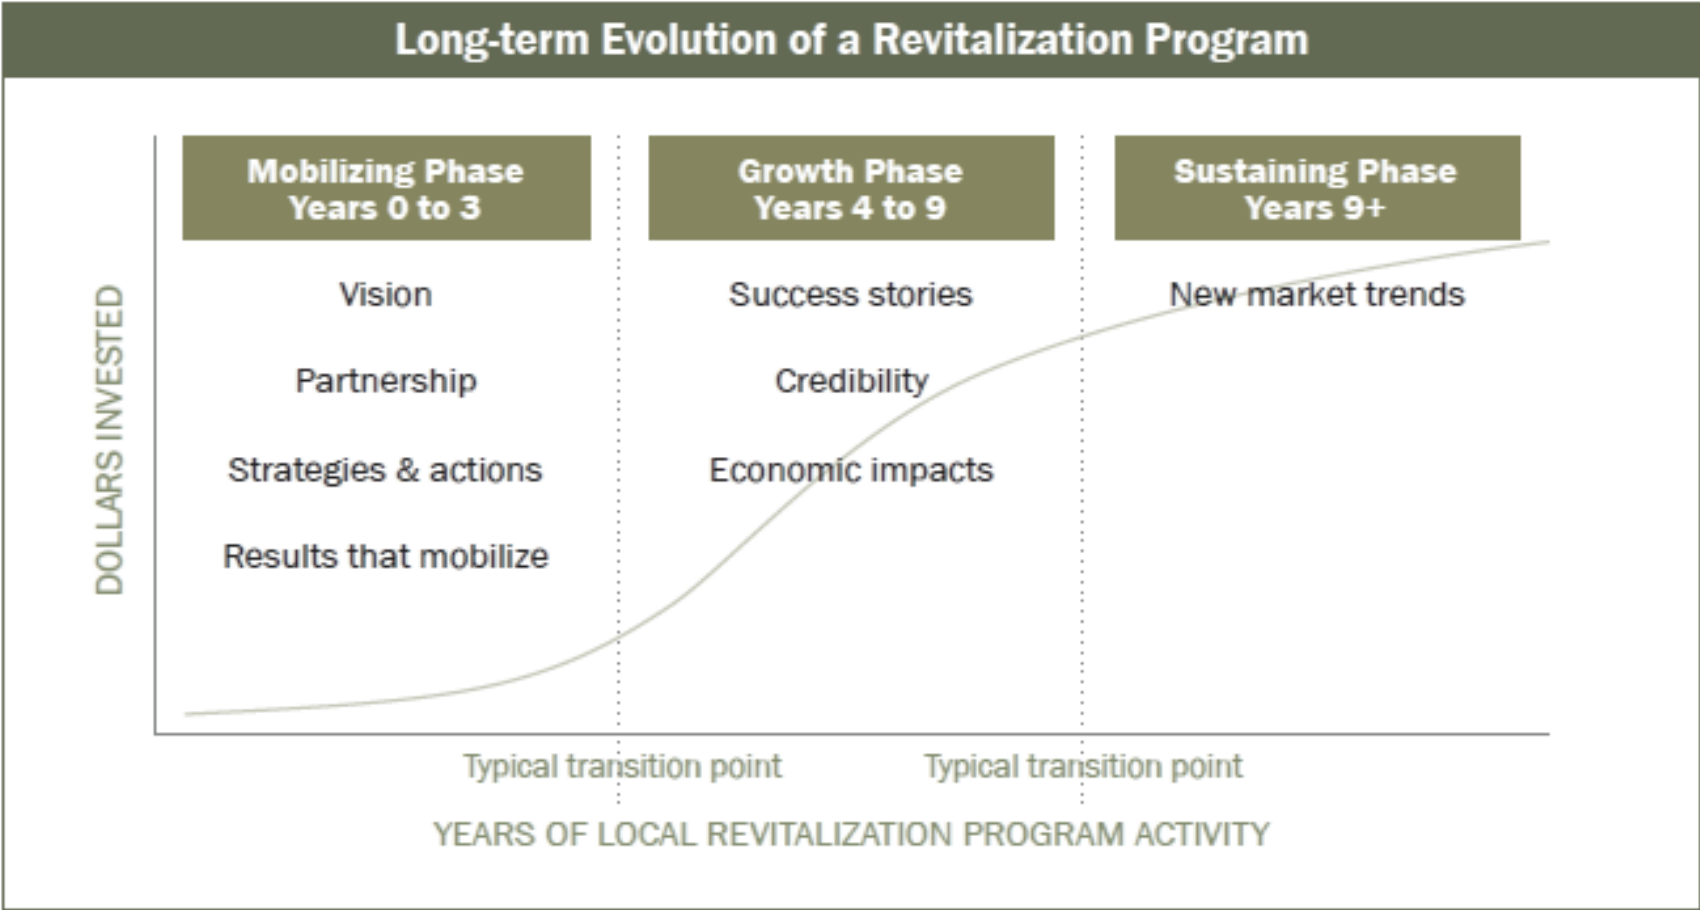 Long-term Evolution of a Revitalization Program
Mobilizing Phase
Years 0 to 3
Vision
Partnership
Strategies & actions
Results that mobilize
Growth Phase
Years 4 to 9
Success stories
Credibility
Economic impacts
Sustaining Phase
Years 9+
New market trends
DOLLARS INVESTED
Typical transition point
Typical transition point
YEARS OF LOCAL REVITALIZATION PROGRAM ACTIVITY